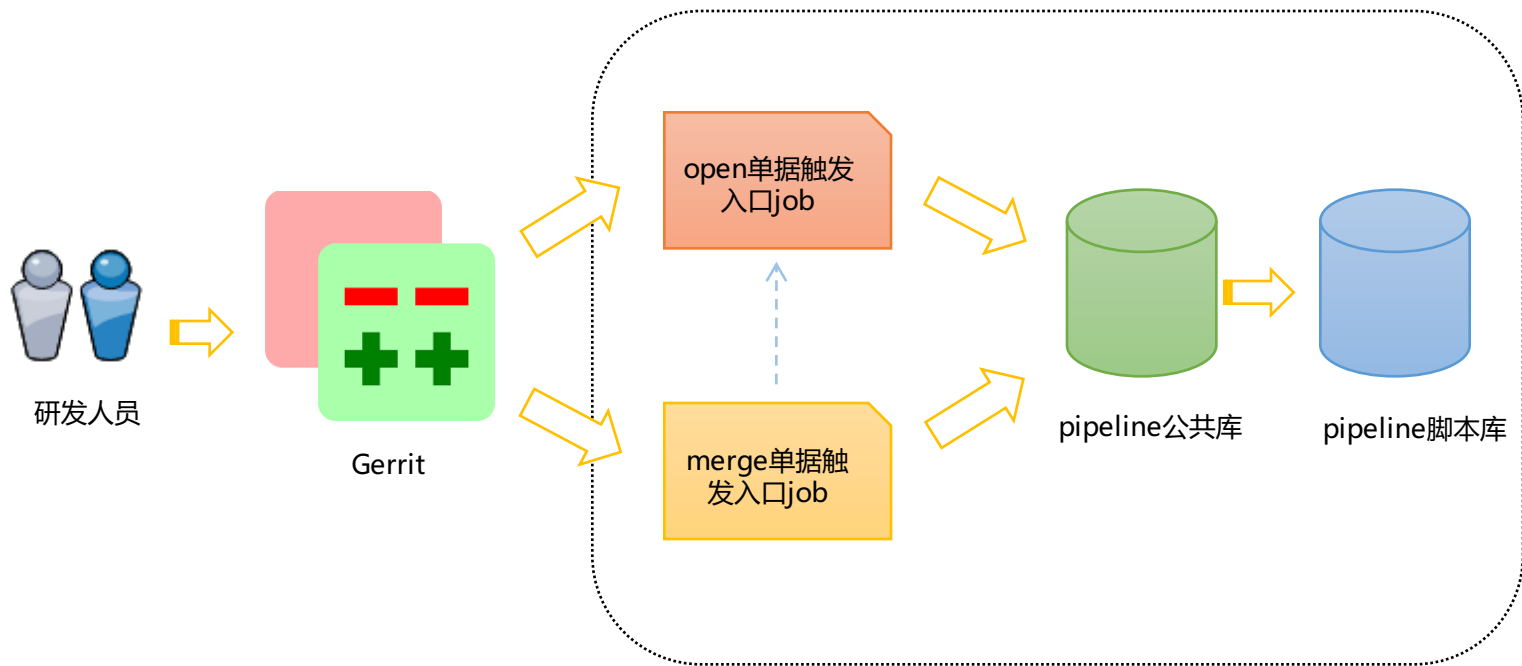 open单据触发
入口job
研发人员
Gerrit
merge单据触
发入口job
pipeline公共库
pipeline脚本库